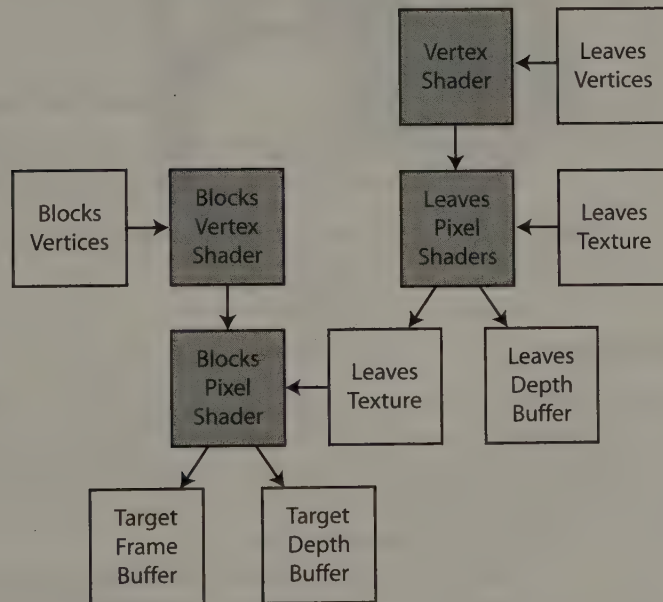 Vertex
Shader
Leaves
Vertices
Blocks
Vertices
Blocks
Vertex
Shader
Leaves
Pixel
Shaders
Leaves
Texture
Blocks
Pixel
Shader
Leaves
Texture
Leaves
Depth
Buffer
Target
Frame
Buffer
Target
Depth
Buffer